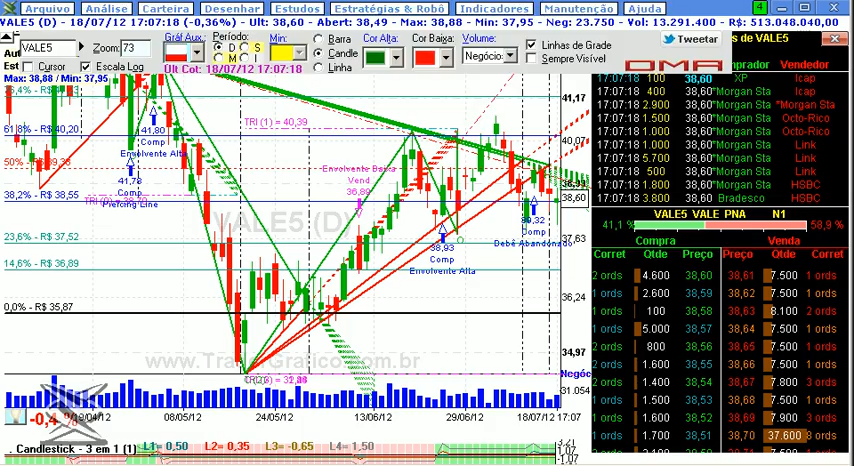 Arquivo Análise Carteira Desenhar Estudos Estratégias & Robô Indicadores Manutenção Ajuda 4
VALE5 (D) - 18/07/12 17:07:18 (-0,36%) - Ult: 38,60 - Abert: 38,49 - Max: 38,88 - Min: 37,95 - Neg: 23.750 - Vol: 13.291.400 - R$: 513.048.040,00
VALE5 Zoom: 73
Cursor Escala Log
Gráf Aux: Período: D S M O Min:
Barra
Candle
Linha
Cor Alta: Cor Baixa: Volume:
Negócio
Linhas de Grade
Sempre Visível
Tweetar
DMA
Ult Cot: 18/07/12 17:07:18
Max: 38,88 / Min: 37,95
s de VALE5
mprador Vendedor
17:07:18 100 38,60 XP Icap
17:07:18 400 38,60* Morgan Sta Icap
17:07:18 2.900 38,60* Morgan Sta *Morgan Sta
17:07:18 1.500 38,60* Morgan Sta Octo-Rico
17:07:18 1.000 38,60* Morgan Sta Octo-Rico
17:07:18 1.000 38,60* Morgan Sta Link
17:07:18 5.700 38,60* Morgan Sta Link
17:07:18 500 38,60* Morgan Sta Link
17:07:18 1.800 38,60* Morgan Sta HSBC
17:07:18 3.800 38,60* Bradesco HSBC
VALE5 VALE PNA N1
41,1 % 58,9 %
Compra Venda
Corret Qtde Preço Preço Qtde Corret
2 ords 4.600 38,60 38,61 7.500 1 ords
1 ords 2.600 38,59 38,62 7.500 1 ords
1 ords 100 38,58 38,63 8.100 2 ords
1 ords 5.000 38,57 38,64 7.500 1 ords
2 ords 800 38,56 38,65 7.500 1 ords
2 ords 1.600 38,55 38,66 7.500 1 ords
2 ords 1.400 38,54 38,67 7.800 3 ords
1 ords 1.500 38,53 38,68 7.500 1 ords
1 ords 1.600 38,52 38,69 7.900 3 ords
1 ords 1.700 38,51 38,70 37.600 8 ords
61,8% - R$ 40,20
38,2% - R$ 38,55
23,6% - R$ 37,52
14,6% - R$ 36,89
0,0% - R$ 35,87
TRI (1) = 40,39
41,80
Comp
Envolvente Alta
41,78
Comp
Piercing Line
Envolvente Baixa
Vend
36,89
38,93
Comp
Envolvente Alta
Comp
Bebê Abandonado
VALE5 (D)
41,17
40,07
38,60
37,63
36,24
34,97
Negóc
31.054
-0,4 %
19/04/12 08/05/12 24/05/12 13/06/12 29/06/12 18/07/12 17:07
Candlestick - 3 em 1 (1) L1= 0,50 L2= 0,35 L3= -0,65 L4= 1,50
3,21
1,07
-1,07